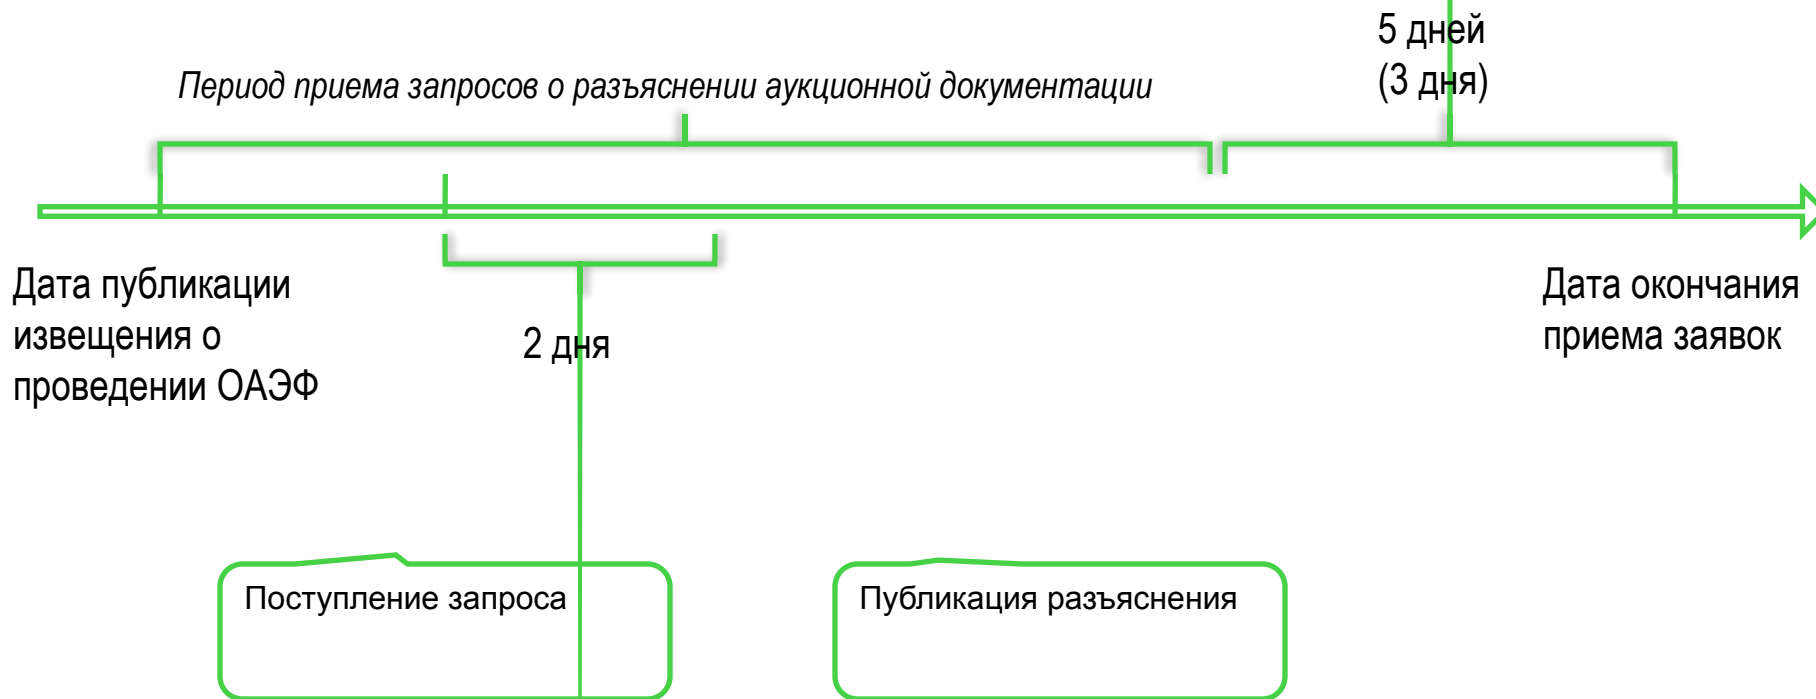 5 дней
(3 дня)
Период приема запросов о разъяснении аукционной документации
Дата публикации
извещения о
проведении ОАЭФ
2 дня
Дата окончания
приема заявок
Поступление запроса
Публикация разъяснения